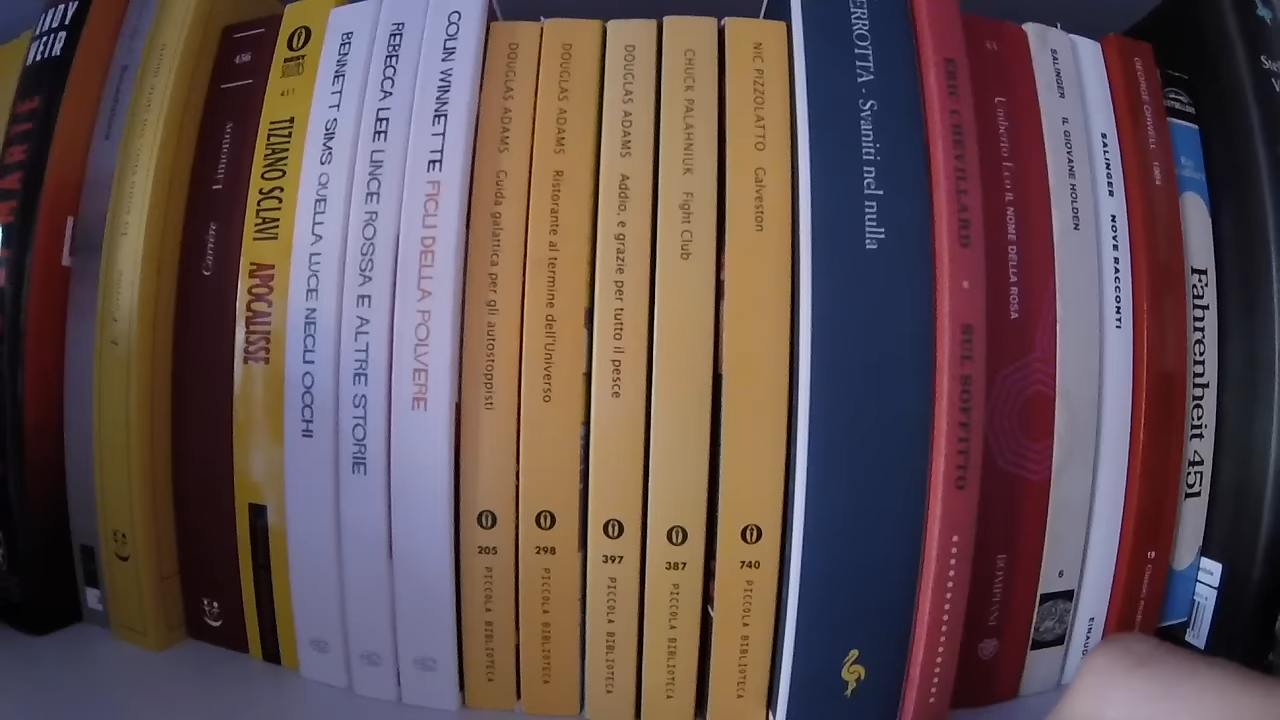 ANDY WEIR
456
TIZIANO SCLAVI APOCALISSE
BENNETT SIMS QUELLA LUCE NEGLI OCCHI
REBECCA LEE LINCE ROSSA E ALTRE STORIE
COLIN WINNETTE FIGLI DELLA POLVERE
DOUGLAS ADAMS Guida galattica per gli autostoppisti
205
PICCOLA BIBLIOTECA
DOUGLAS ADAMS Ristorante al termine dell'Universo
298
PICCOLA BIBLIOTECA
DOUGLAS ADAMS Addio, e grazie per tutto il pesce
397
PICCOLA BIBLIOTECA
CHUCK PALAHNIUK Fight Club
387
PICCOLA BIBLIOTECA
NIC PIZZOLATTO Galveston
740
PICCOLA BIBLIOTECA
ERROTTA - Svaniti nel nulla
ERIC CHEVILLARD • SUL SOFFITTO
Umberto Eco IL NOME DELLA ROSA
BOMPIANI
SALINGER IL GIOVANE HOLDEN
6
SALINGER NOVE RACCONTI
EINAUD
GEORGE ORWELL 1984
Fahrenheit 451